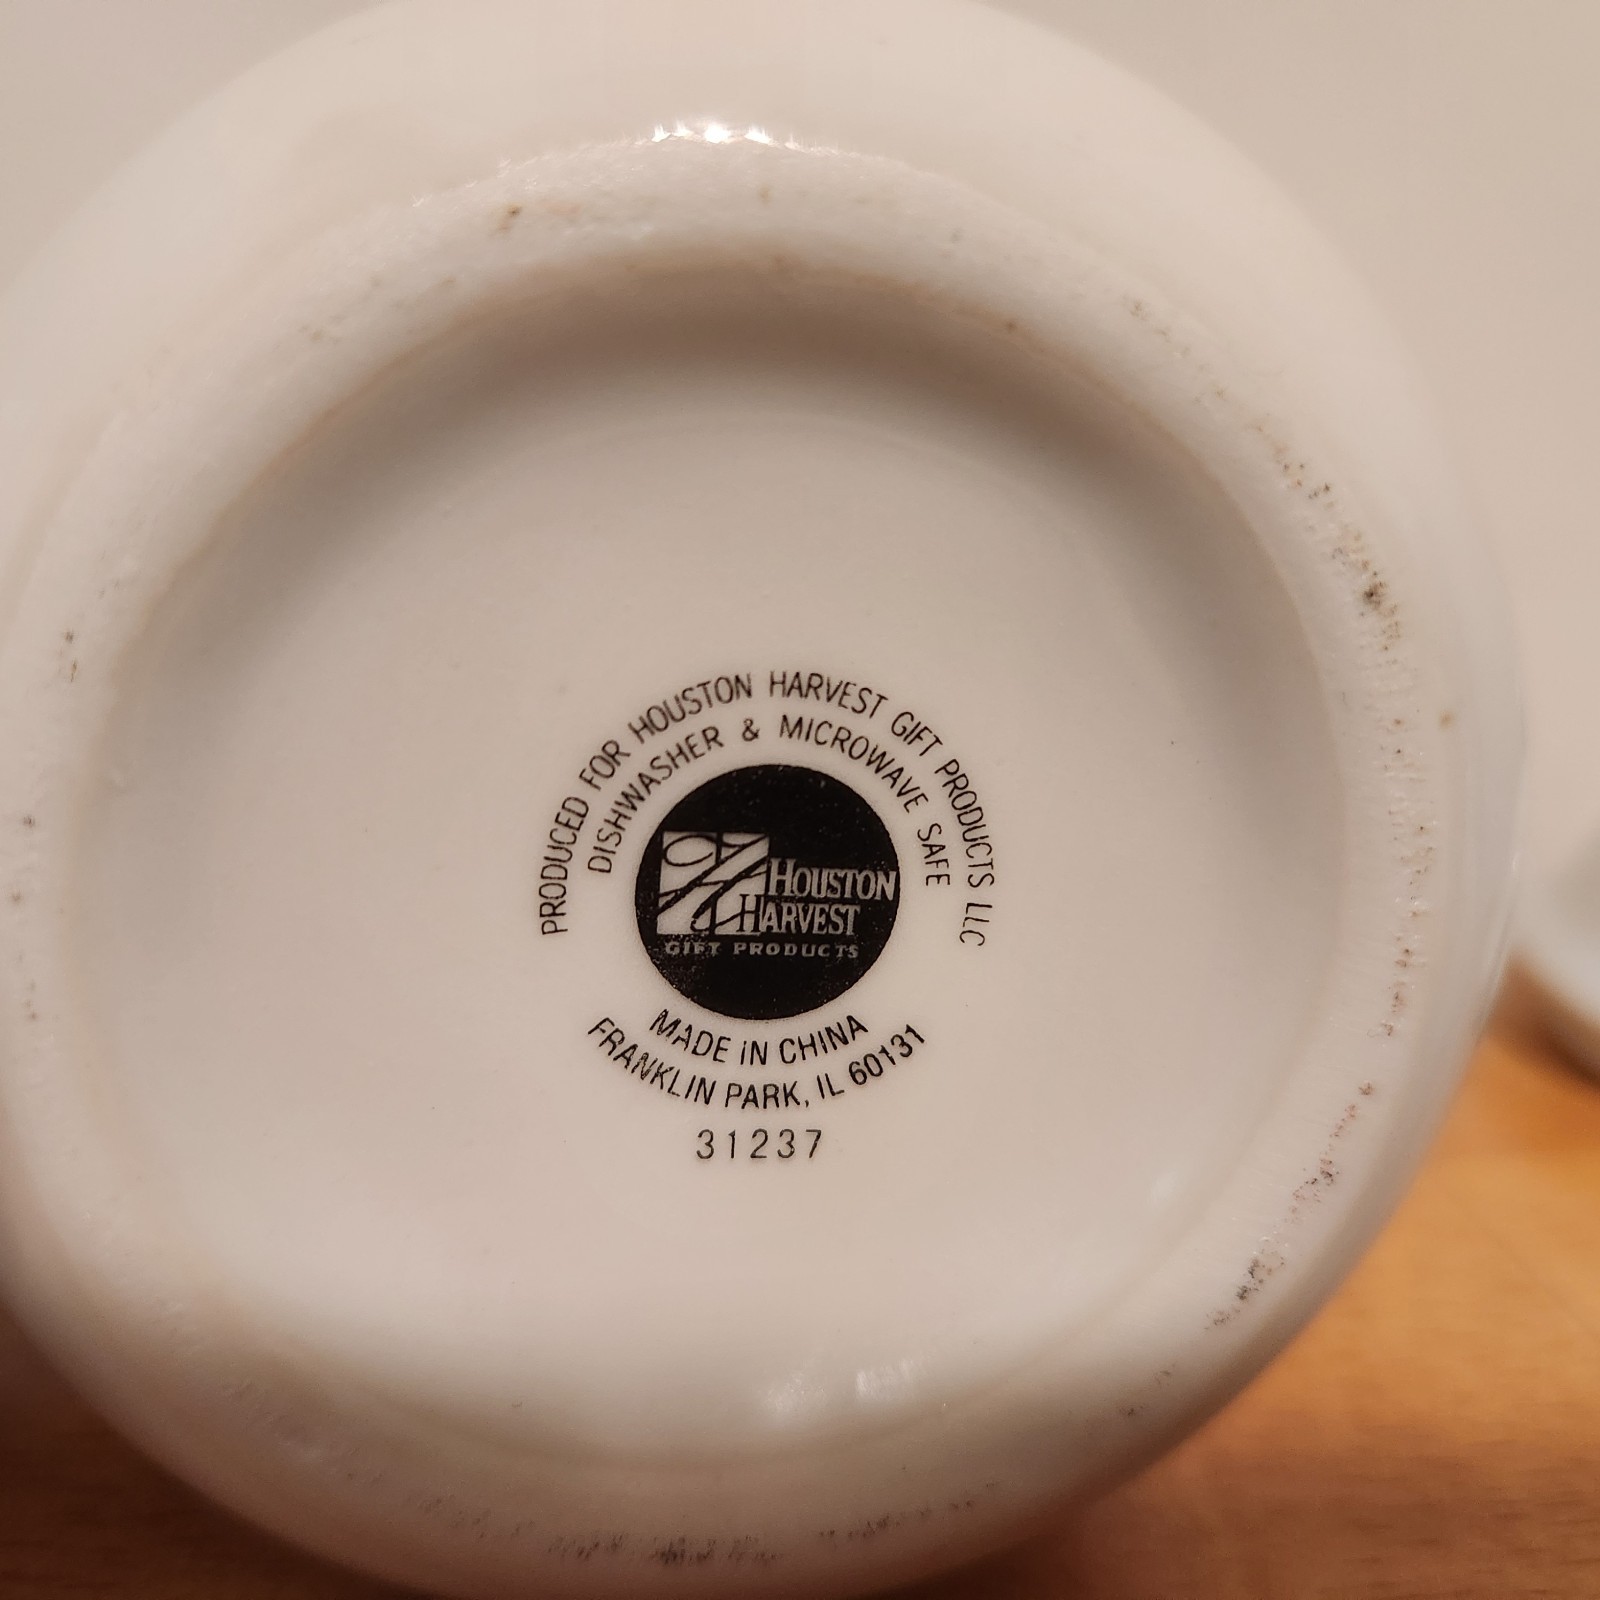 PRODUCED FOR HOUSTON HARVEST GIFT PRODUCTS LLC
DISHWASHER & MICROWAVE SAFE
HOUSTON
HARVEST
GIFT PRODUCTS
MADE iN CHINA
FRANKLIN PARK, IL 60131
31237